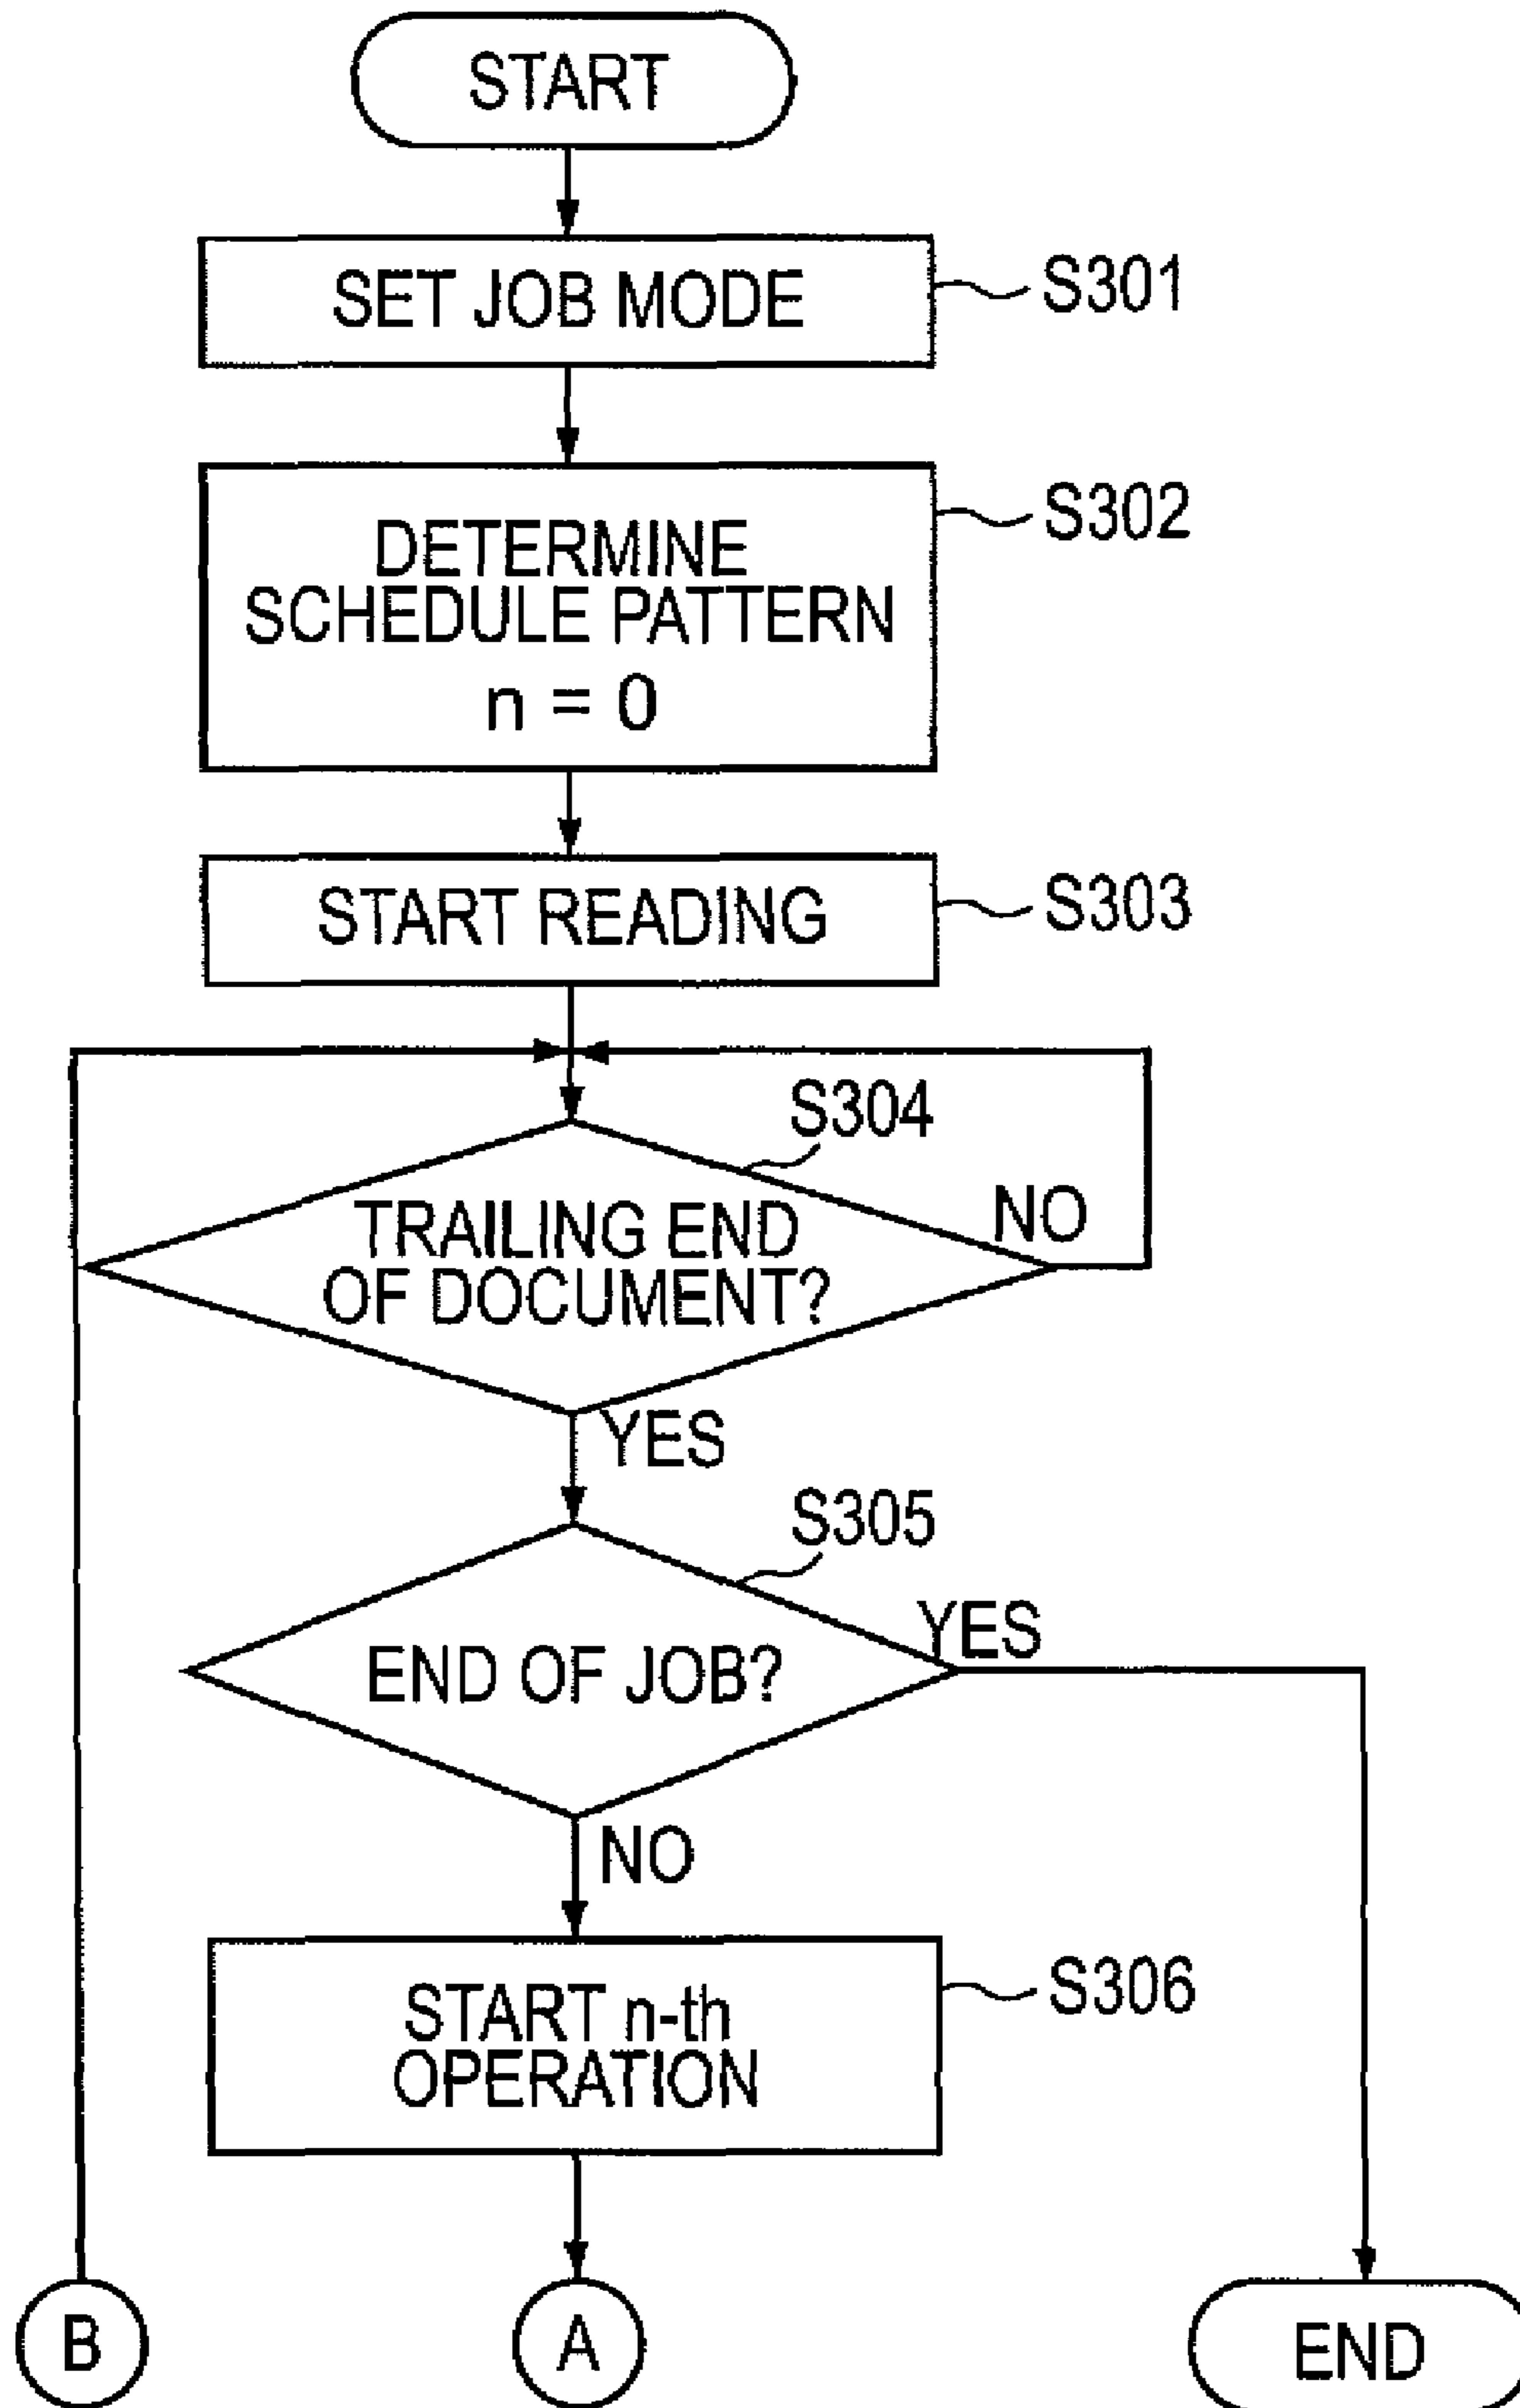 START
SET JOB MODE
S301
DETERMINE
SCHEDULE PATTERN
n = 0
S302
START READING
S303
S304
TRAILING END
OF DOCUMENT?
NO
YES
S305
END OF JOB?
YES
NO
START n-th
OPERATION
S306
B
A
END